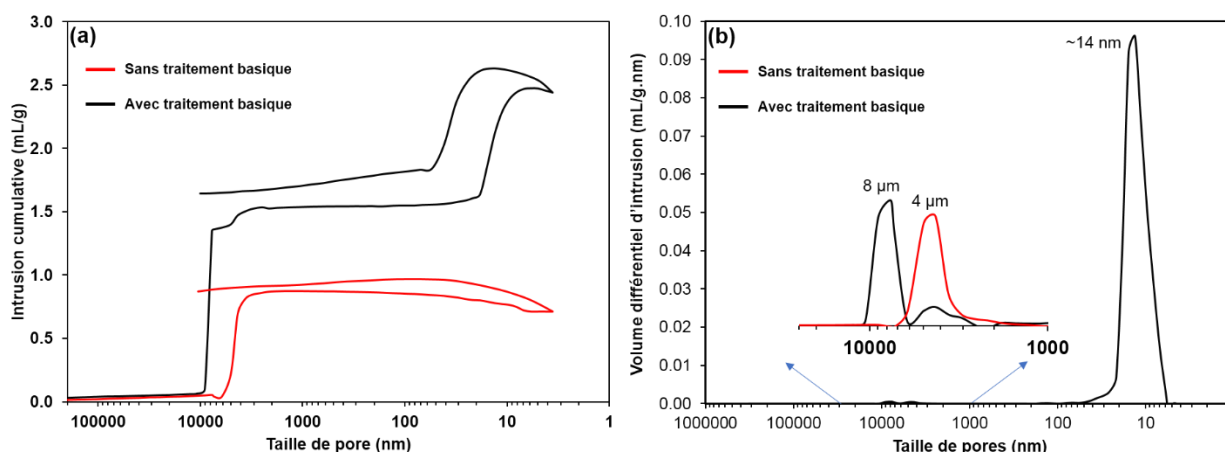 (a)
Sans traitement basique
Avec traitement basique
Intrusion cumulative (mL/g)
3.0
2.5
2.0
1.5
1.0
0.5
0.0
100000 10000 1000 100 10 1
Taille de pore (nm)
(b)
Sans traitement basique
Avec traitement basique
~14 nm
8 µm
4 µm
10000 1000
Volume différentiel d'intrusion (mL/g.nm)
0.10
0.09
0.08
0.07
0.06
0.05
0.04
0.03
0.02
0.01
0.00
1000000 100000 10000 1000 100 10
Taille de pores (nm)